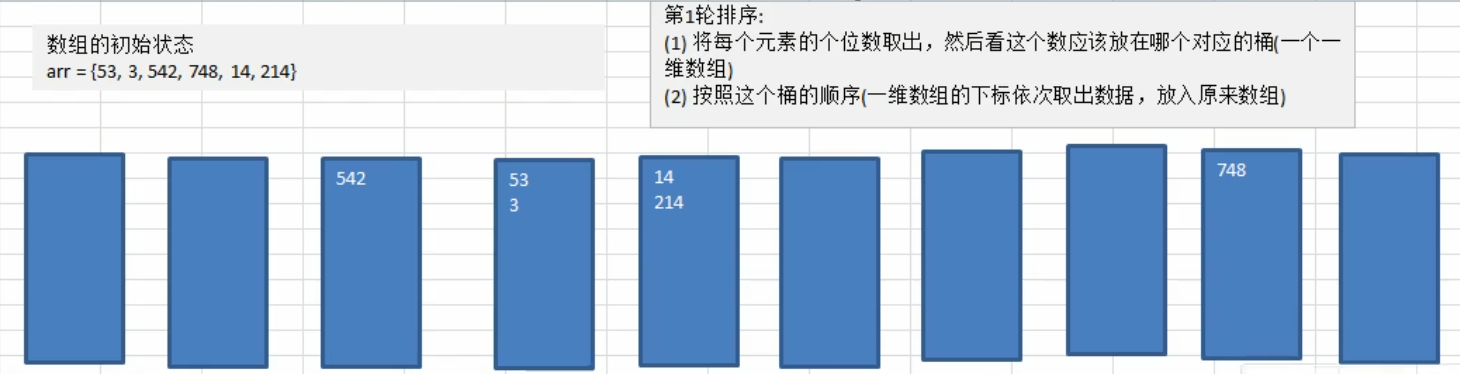 数组的初始状态
arr = {53, 3, 542, 748, 14, 214}
第1轮排序:
(1) 将每个元素的个位数取出，然后看这个数应该放在哪个对应的桶(一个一
维数组)
(2) 按照这个桶的顺序(一维数组的下标依次取出数据，放入原来数组)
542
53
3
14
214
748